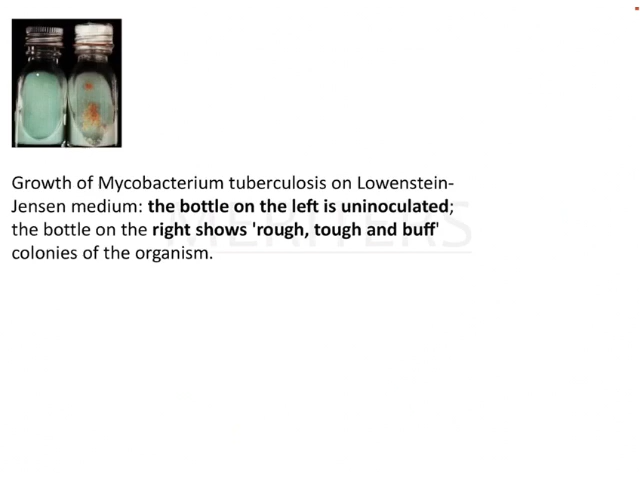 Growth of Mycobacterium tuberculosis on Lowenstein-
Jensen medium: the bottle on the left is uninoculated;
the bottle on the right shows 'rough, tough and buff'
colonies of the organism.
MERITERS